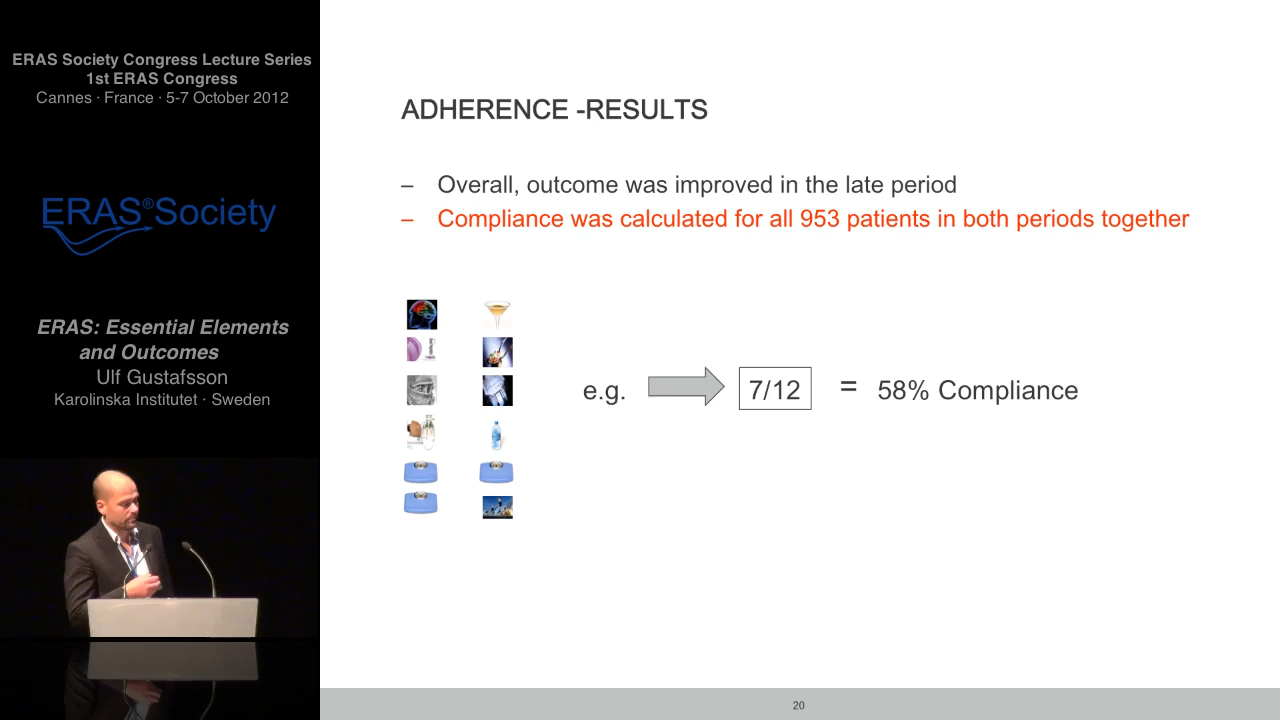 ERAS Society Congress Lecture Series
1st ERAS Congress
Cannes · France · 5-7 October 2012
ERAS®Society
ERAS: Essential Elements
and Outcomes
Ulf Gustafsson
Karolinska Institutet · Sweden
ADHERENCE -RESULTS
– Overall, outcome was improved in the late period
– Compliance was calculated for all 953 patients in both periods together
e.g. 7/12 = 58% Compliance
20